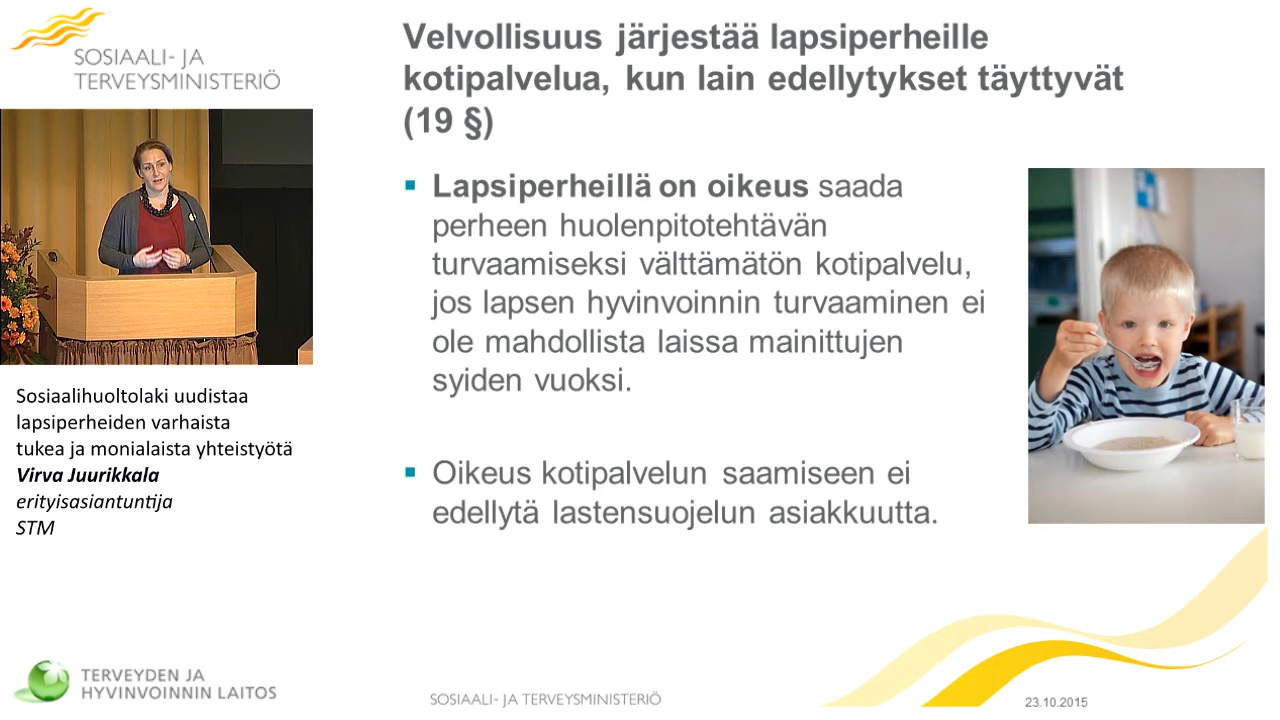 SOSIAALI- JA
TERVEYSMINISTERIÖ
Velvollisuus järjestää lapsiperheille
kotipalvelua, kun lain edellytykset täyttyvät
(19 §)
▪ Lapsiperheillä on oikeus saada
perheen huolenpitotehtävän
turvaamiseksi välttämätön kotipalvelu,
jos lapsen hyvinvoinnin turvaaminen ei
ole mahdollista laissa mainittujen
syiden vuoksi.
▪ Oikeus kotipalvelun saamiseen ei
edellytä lastensuojelun asiakkuutta.
Sosiaalihuoltolaki uudistaa
lapsiperheiden varhaista
tukea ja monialaista yhteistyötä
Virva Juurikkala
erityisasiantuntija
STM
TERVEYDEN JA
HYVINVOINNIN LAITOS
SOSIAALI- JA TERVEYSMINISTERIÖ
23.10.2015